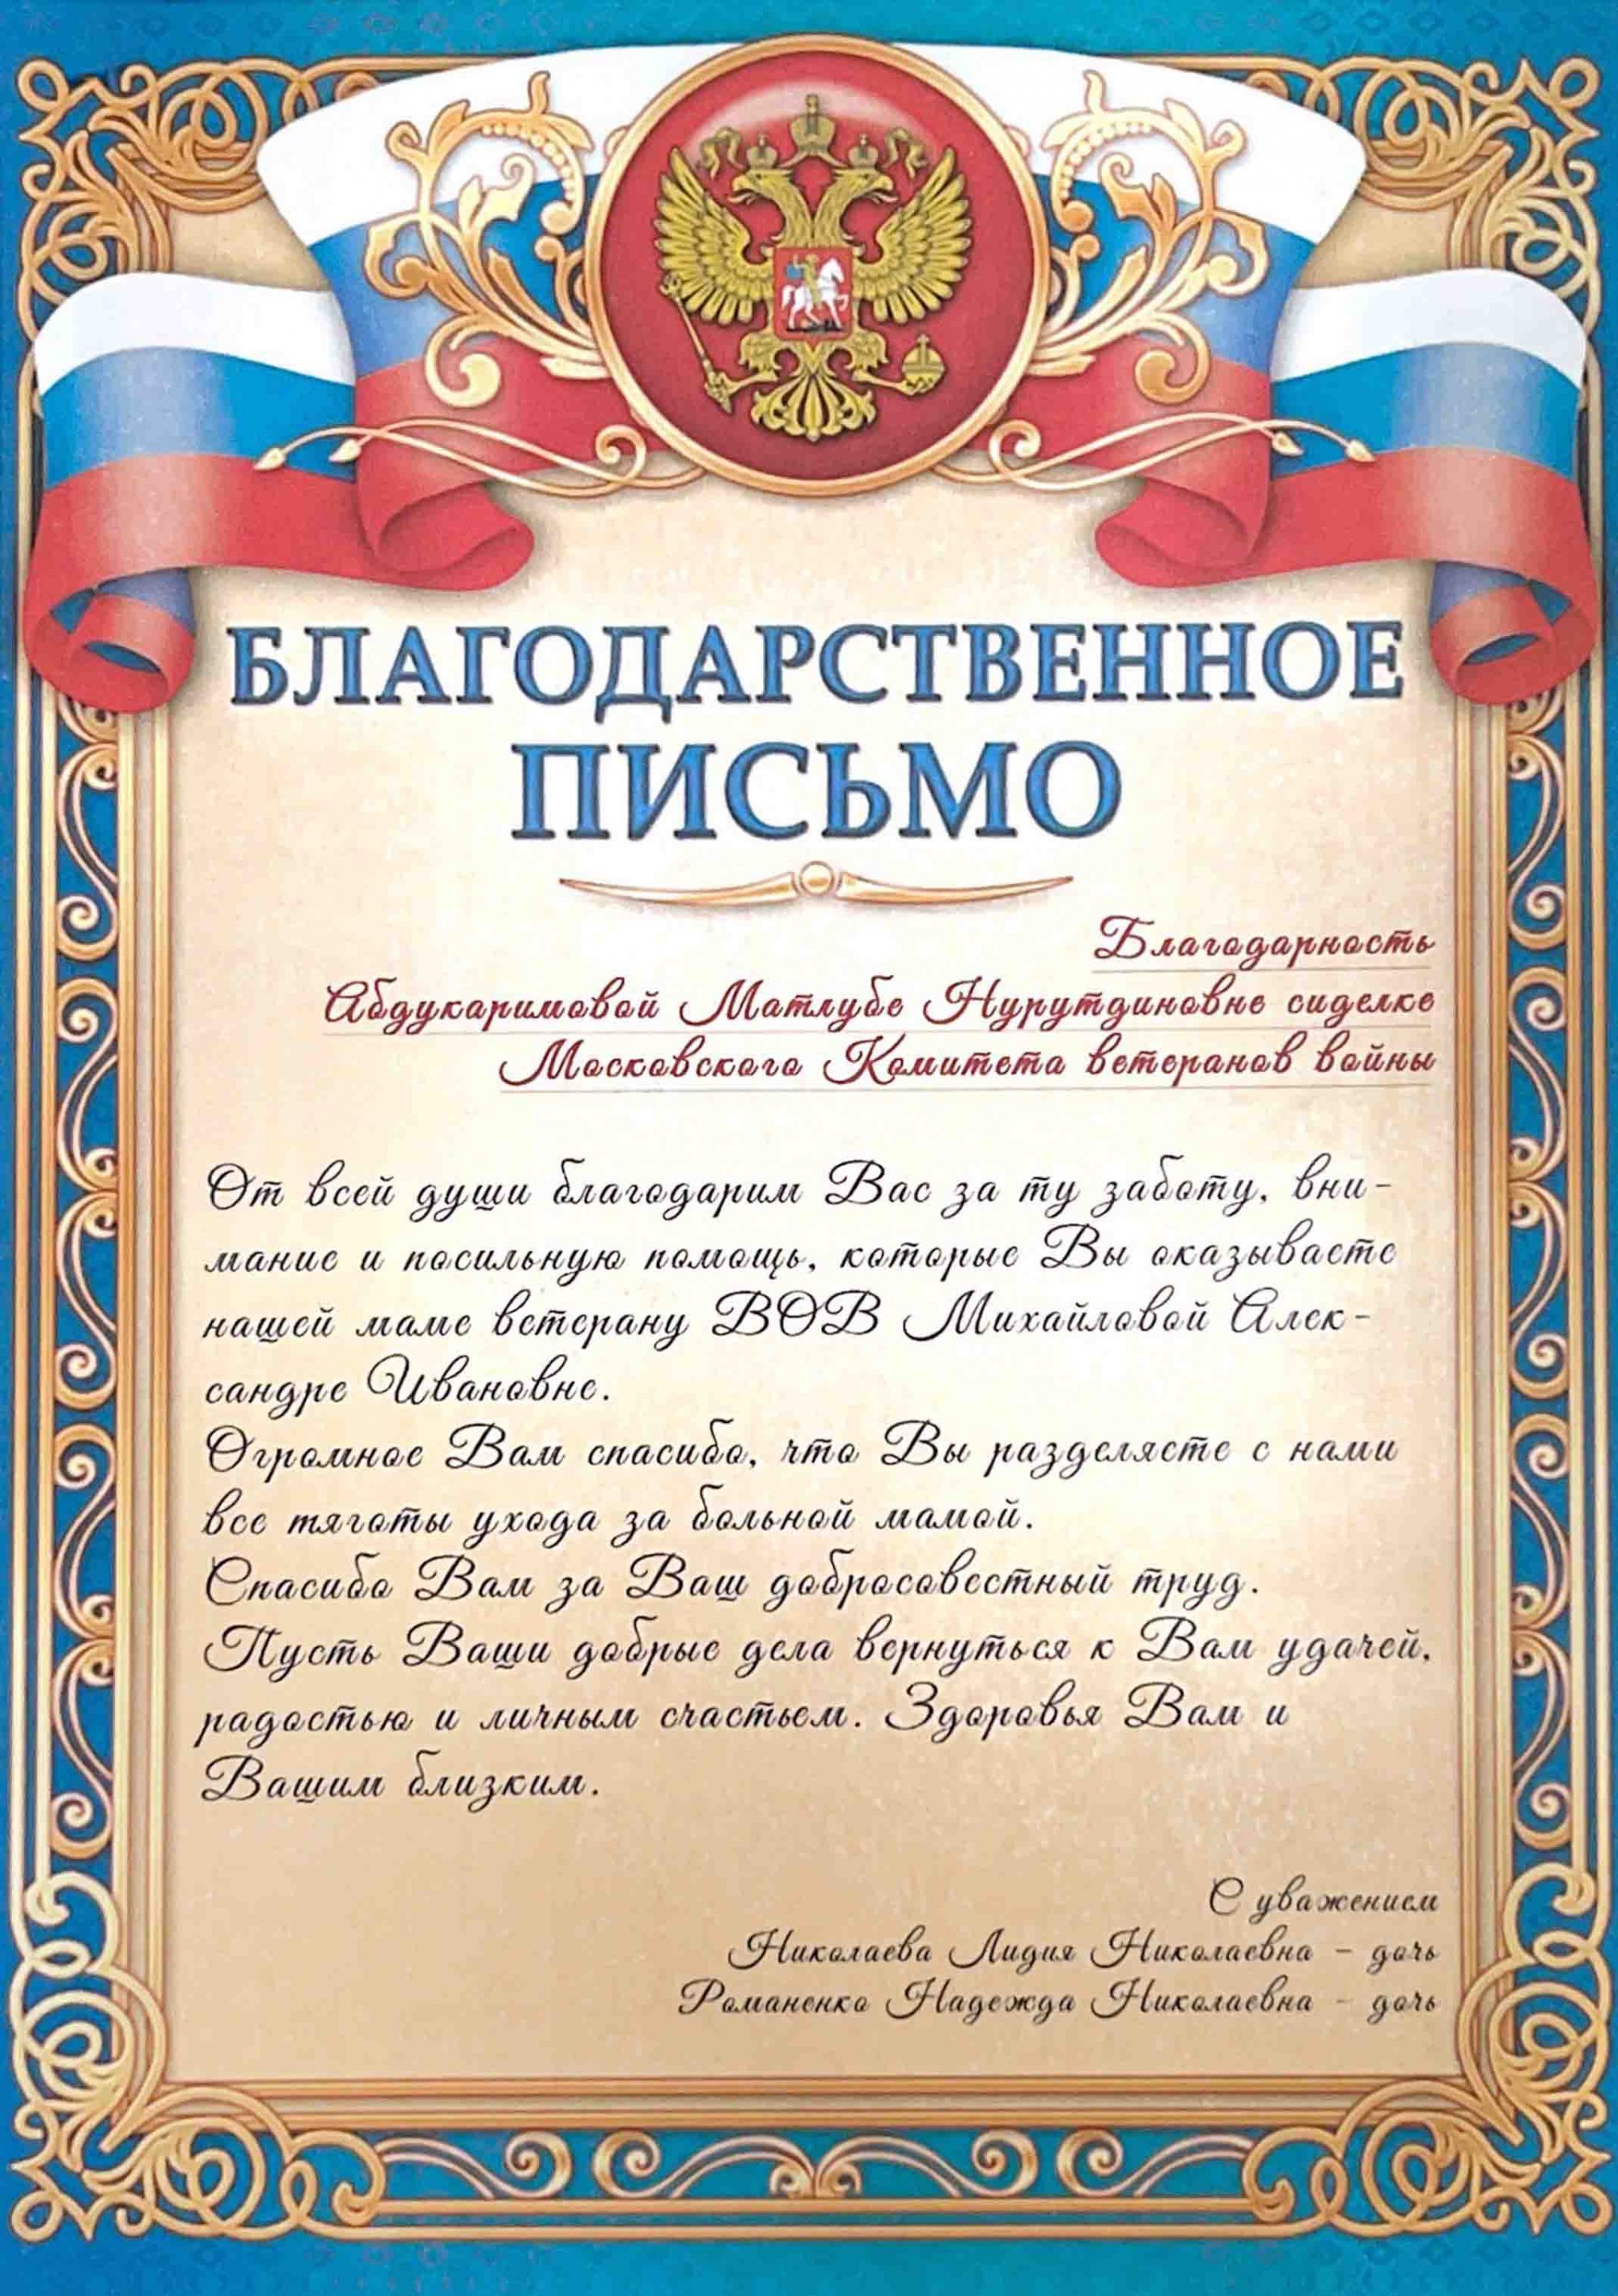 БЛАГОДАРСТВЕННОЕ
ПИСЬМО
Благодарность
Абдукаримовой Матлубе Нурутдиновне сиделке
Московского Комитета ветеранов войны
От всей души благодарим Вас за ту заботу, вни-
мание и посильную помощь, которые Вы оказываете
нашей маме ветерану ВОВ Михайловой Алек-
сандре Ивановне.
Огромное Вам спасибо, что Вы разделяете с нами
все тяготы ухода за больной мамой.
Спасибо Вам за Ваш добросовестный труд.
Пусть Ваши добрые дела вернуться к Вам удачей,
радостью и личным счастьем. Здоровья Вам и
Вашим близким.
С уважением
Николаева Лидия Николаевна - дочь
Романенко Надежда Николаевна - дочь